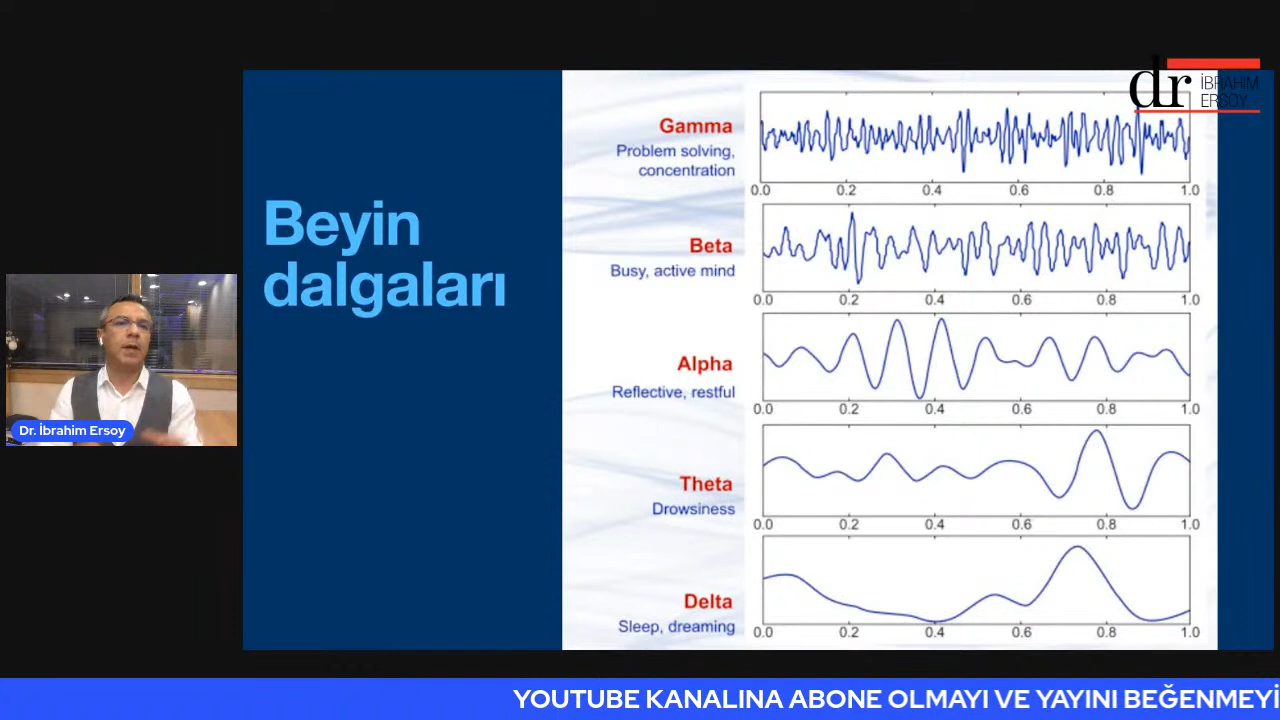 dr İBRAHİM
ERSOY
Beyin
dalgaları
Gamma
Problem solving,
concentration
0.0 0.2 0.4 0.6 0.8 1.0
Beta
Busy, active mind
0.0 0.2 0.4 0.6 0.8 1.0
Alpha
Reflective, restful
0.0 0.2 0.4 0.6 0.8 1.0
Theta
Drowsiness
0.0 0.2 0.4 0.6 0.8 1.0
Delta
Sleep, dreaming
0.0 0.2 0.4 0.6 0.8 1.0
Dr. İbrahim Ersoy
YOUTUBE KANALINA ABONE OLMAYI VE YAYINI BEĞENMEYİ